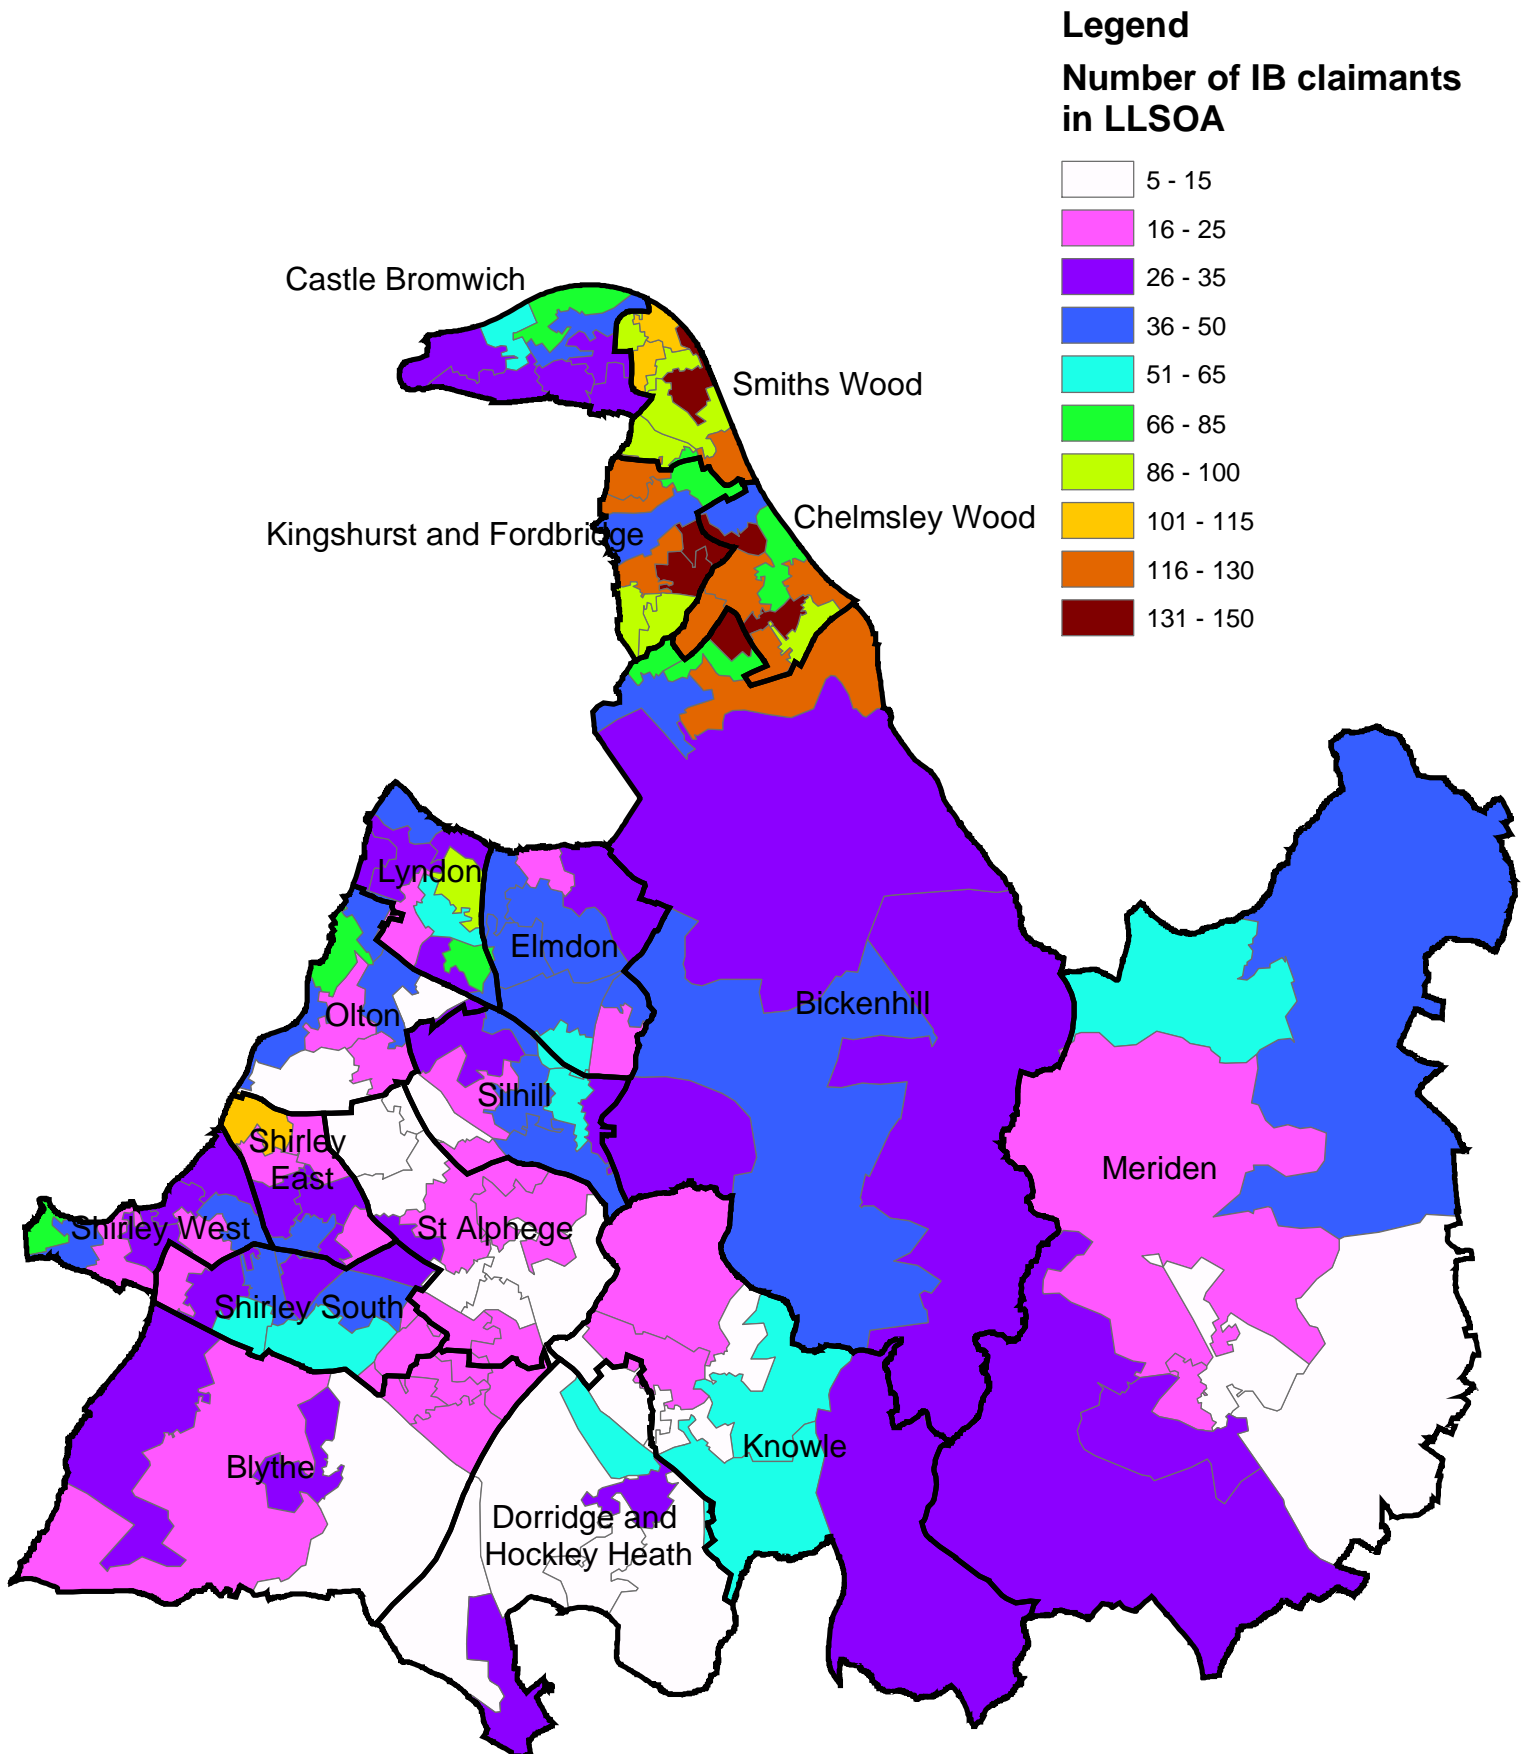 Legend
Number of IB claimants
in LLSOA
5 - 15
16 - 25
26 - 35
36 - 50
51 - 65
66 - 85
86 - 100
101 - 115
116 - 130
131 - 150
Castle Bromwich
Smiths Wood
Chelmsley Wood
Kingshurst and Fordbridge
Lyndon
Elmdon
Bickenhill
Olton
Silhill
Shirley
East
Meriden
Shirley West
St Alphege
Shirley South
Knowle
Blythe
Dorridge and
Hockley Heath